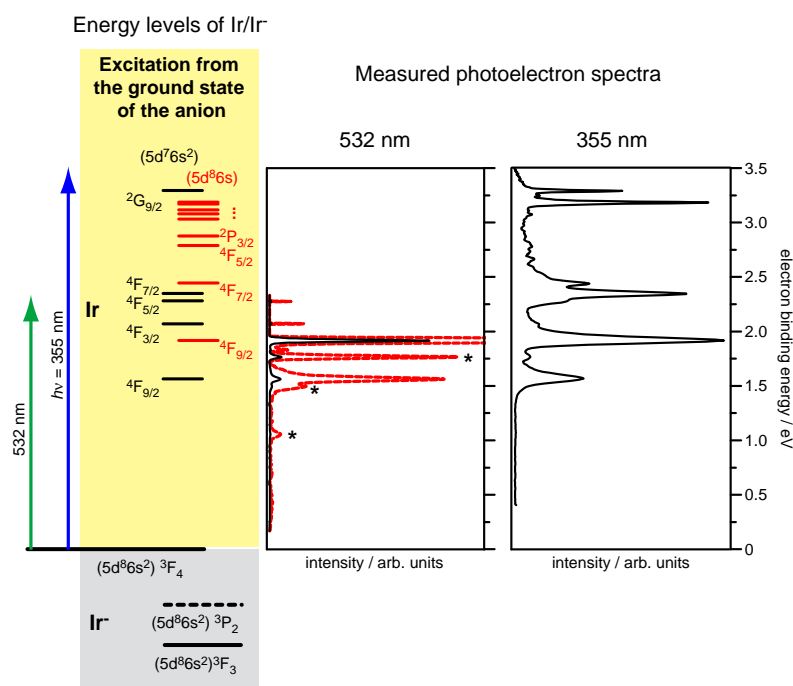 Energy levels of Ir/Ir⁻
Excitation from
the ground state
of the anion
Measured photoelectron spectra
532 nm
355 nm
(5d⁷6s²)
(5d⁸6s)
²G₉/₂
⋮
²P₃/₂
⁴F₅/₂
⁴F₇/₂
⁴F₇/₂
⁴F₅/₂
Ir
⁴F₃/₂
⁴F₉/₂
⁴F₉/₂
hν = 355 nm
532 nm
*
*
*
3.5
3.0
2.5
2.0
1.5
1.0
0.5
0
electron binding energy / eV
intensity / arb. units
intensity / arb. units
(5d⁸6s²) ³F₄
Ir⁻
(5d⁸6s²) ³P₂
(5d⁸6s²)³F₃